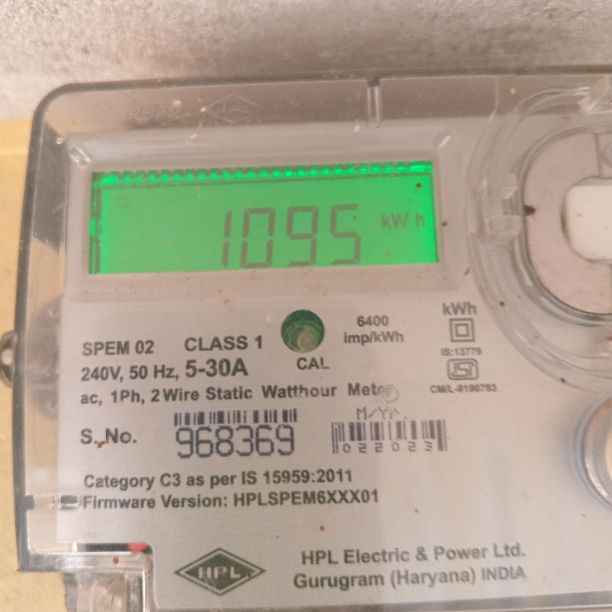 1095 kWh
SPEM 02 CLASS 1
240V, 50 Hz, 5-30A
ac, 1Ph, 2 Wire Static Watthour Meter
CAL
6400
imp/kWh
kWh
IS:13779
ISI
CM/L-8190753
S. No. 968369
M/Yr.
022023
Category C3 as per IS 15959:2011
Firmware Version: HPLSPEM6XXX01
HPL
HPL Electric & Power Ltd.
Gurugram (Haryana) INDIA